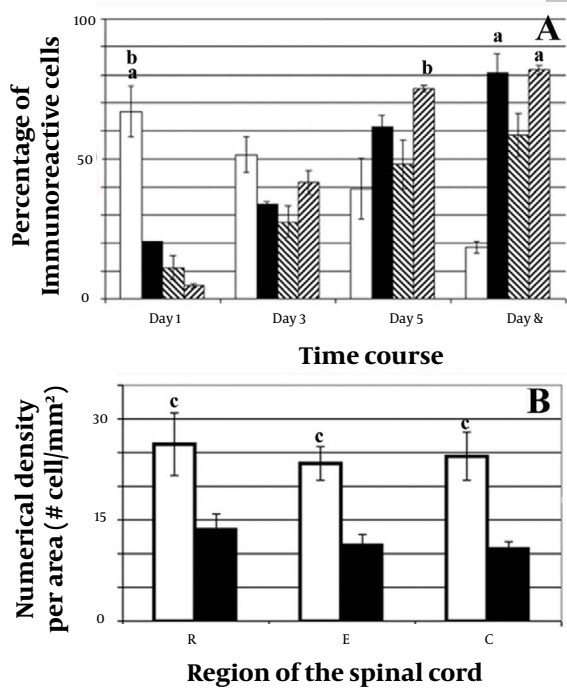 100
A
b
a
a
b
a
50
0
Percentage of
Immunoreactive cells
Day 1
Day 3
Day 5
Day &
Time course
B
30
c
c
c
15
0
Numerical density
per area (# cell/mm²)
R
E
C
Region of the spinal cord